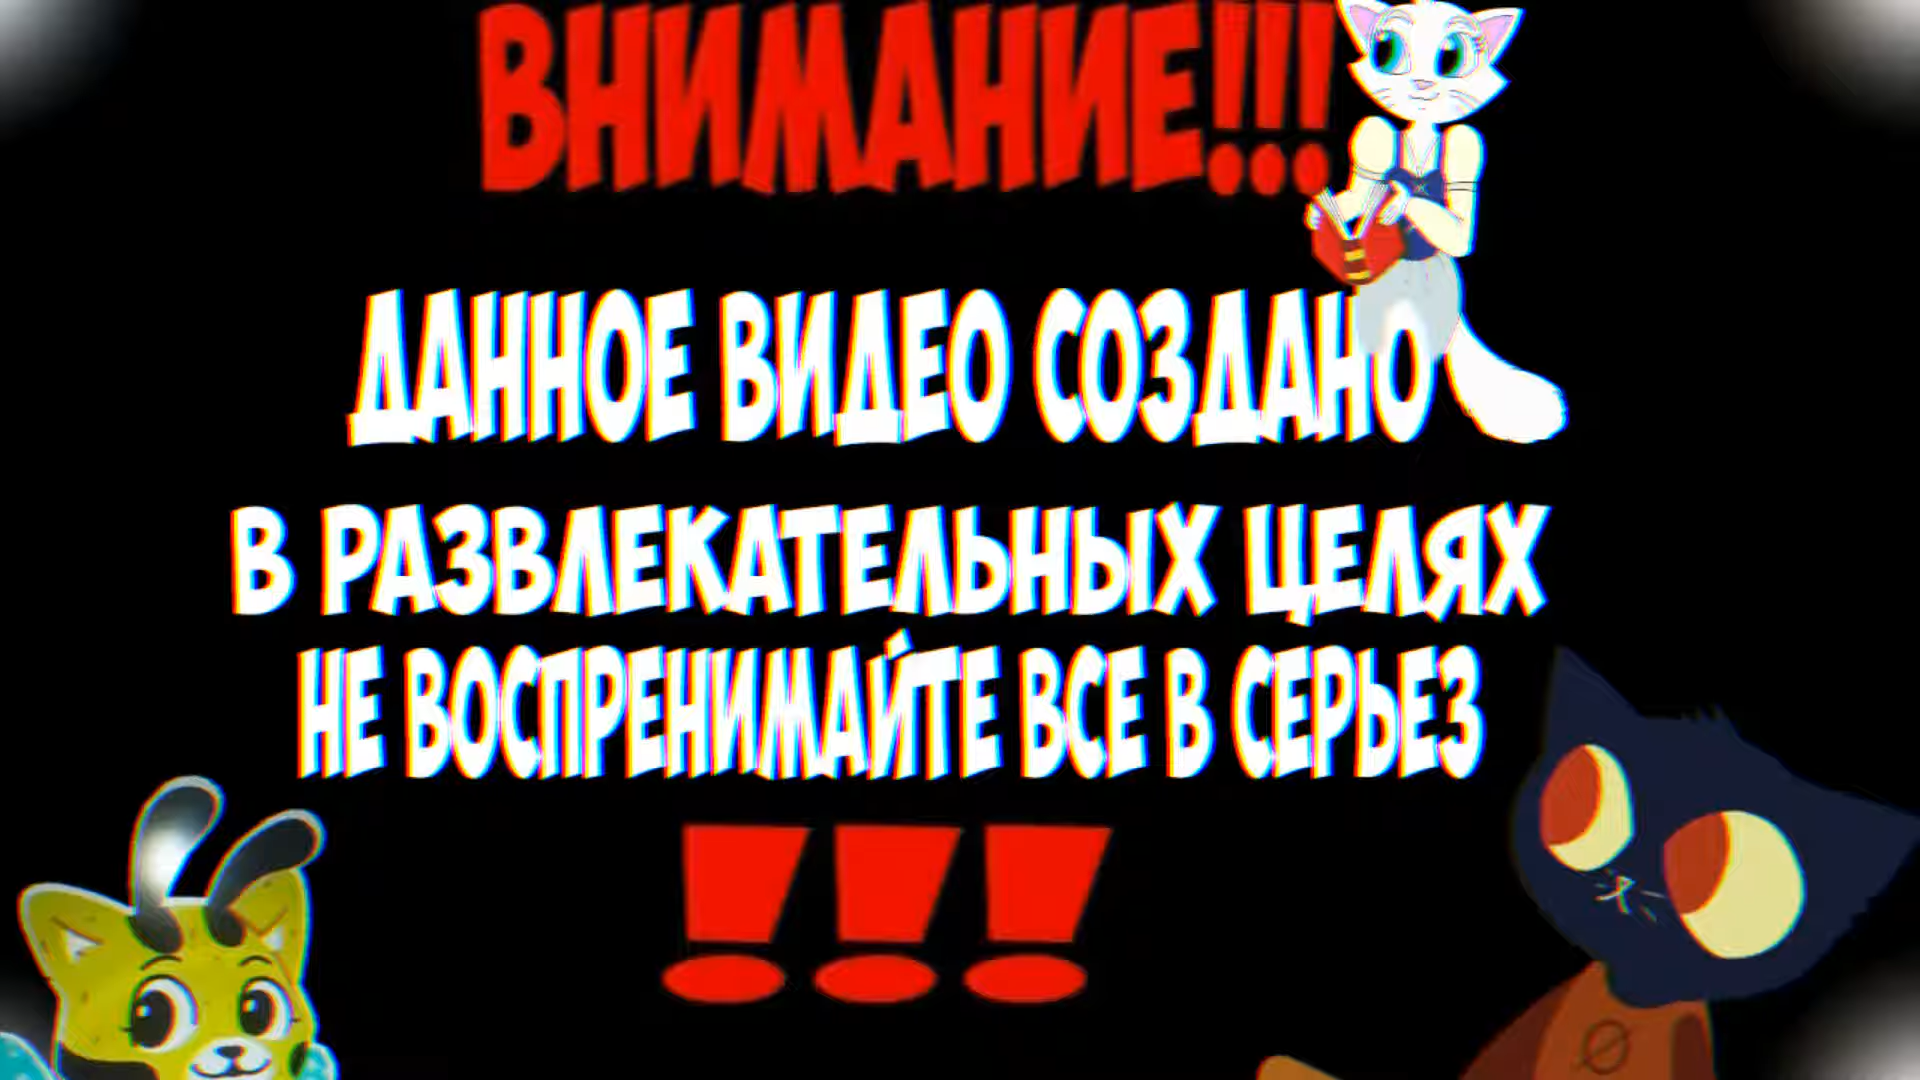 ВНИМАНИЕ!!!
ДАННОЕ ВИДЕО СОЗДАНО
В РАЗВЛЕКАТЕЛЬНЫХ ЦЕЛЯХ
НЕ ВОСПРЕНИМАЙТЕ ВСЕ В СЕРЬЕЗ
!!!